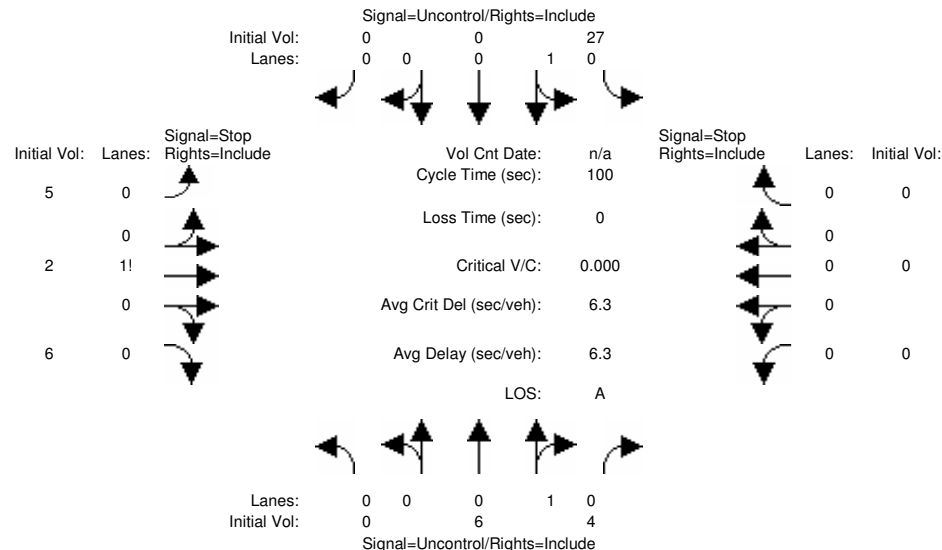 Signal=Uncontrol/Rights=Include
Initial Vol: 0 0 27
Lanes: 0 0 0 1 0
Signal=Stop Signal=Stop
Initial Vol: Lanes: Rights=Include Vol Cnt Date: n/a Rights=Include Lanes: Initial Vol:
Cycle Time (sec): 100
5 0 0 0
Loss Time (sec): 0
0 0
2 1! Critical V/C: 0.000 0 0
0 Avg Crit Del (sec/veh): 6.3 0
6 0 Avg Delay (sec/veh): 6.3 0 0
LOS: A
Lanes: 0 0 0 1 0
Initial Vol: 0 6 4
Signal=Uncontrol/Rights=Include